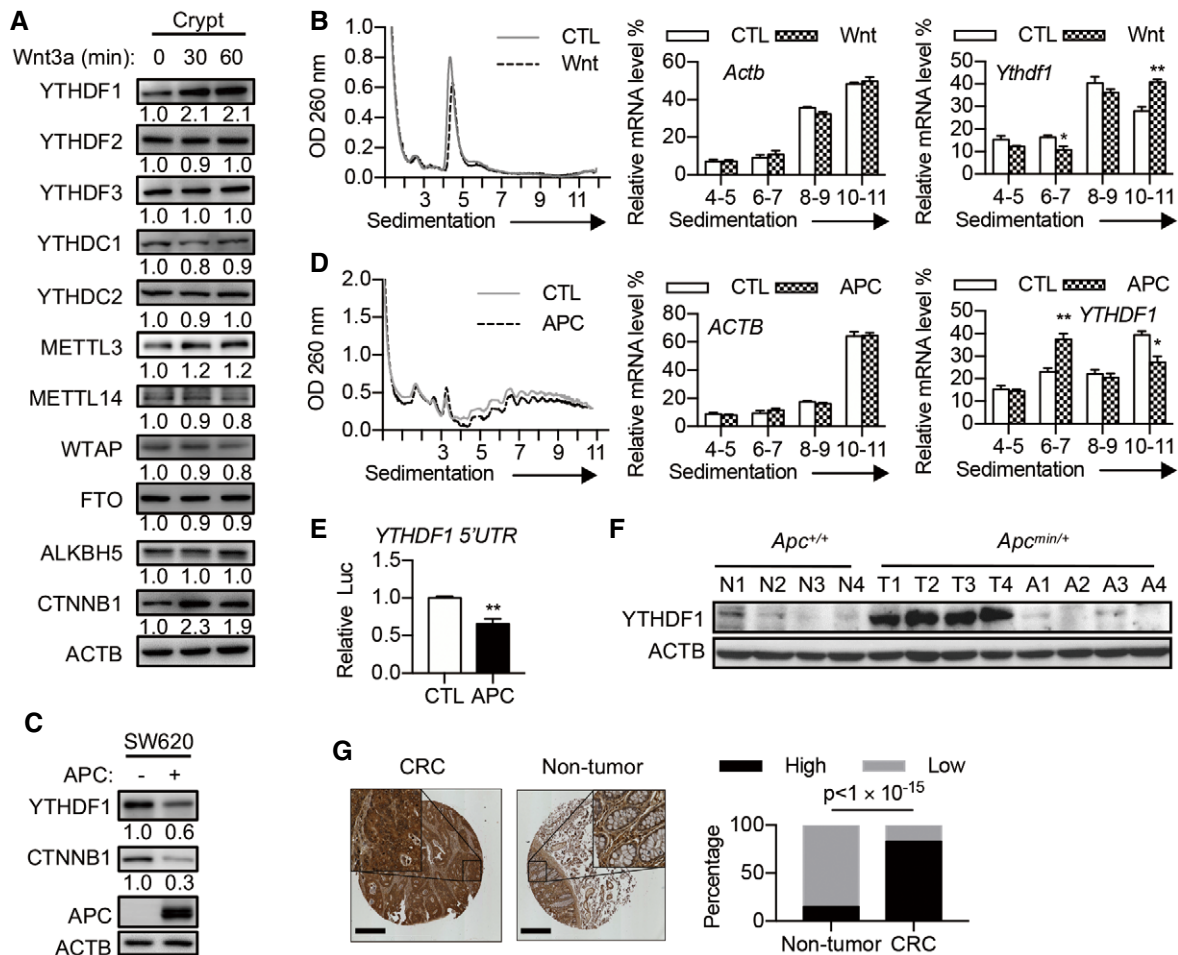 A
Crypt
Wnt3a (min): 0 30 60
YTHDF1
1.0 2.1 2.1
YTHDF2
1.0 0.9 1.0
YTHDF3
1.0 1.0 1.0
YTHDC1
1.0 0.8 0.9
YTHDC2
1.0 0.9 1.0
METTL3
1.0 1.2 1.2
METTL14
1.0 0.9 0.8
WTAP
1.0 0.9 0.8
FTO
1.0 0.9 0.9
ALKBH5
1.0 1.0 1.0
CTNNB1
1.0 2.3 1.9
ACTB
B
OD 260 nm
1.0
0.8
0.6
0.4
0.2
0.0
CTL
Wnt
3 5 7 9 11
Sedimentation
Relative mRNA level %
CTL Wnt
Actb
60
40
20
0
4-5 6-7 8-9 10-11
Sedimentation
Relative mRNA level %
CTL Wnt
Ythdf1
50
40
30
20
10
0
*
**
4-5 6-7 8-9 10-11
Sedimentation
C
SW620
APC: - +
YTHDF1
1.0 0.6
CTNNB1
1.0 0.3
APC
ACTB
D
OD 260 nm
2.0
1.5
1.0
0.5
0.0
CTL
APC
3 5 7 9 11
Sedimentation
Relative mRNA level %
CTL APC
ACTB
80
60
40
20
0
4-5 6-7 8-9 10-11
Sedimentation
Relative mRNA level %
CTL APC
YTHDF1
50
40
30
20
10
0
**
*
4-5 6-7 8-9 10-11
Sedimentation
E
YTHDF1 5'UTR
Relative Luc
1.5
1.0
0.5
0.0
**
CTL APC
F
Apc+/+ Apcmin/+
N1 N2 N3 N4 T1 T2 T3 T4 A1 A2 A3 A4
YTHDF1
ACTB
G
CRC Non-tumor
High Low
p<1 × 10-15
Percentage
100
50
0
Non-tumor CRC